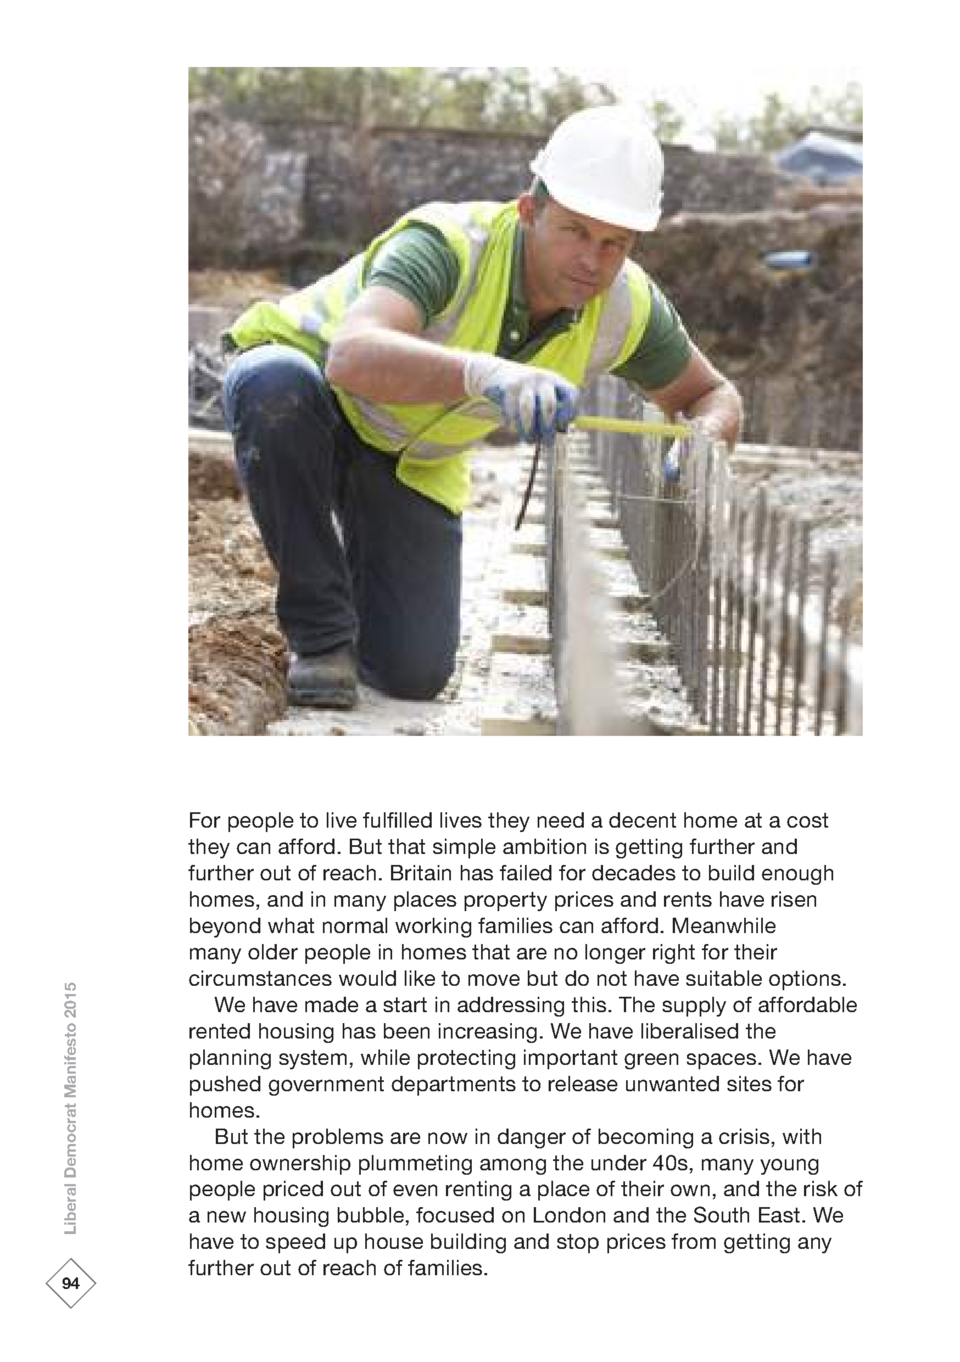 For people to live fulfilled lives they need a decent home at a cost
they can afford. But that simple ambition is getting further and
further out of reach. Britain has failed for decades to build enough
homes, and in many places property prices and rents have risen
beyond what normal working families can afford. Meanwhile
many older people in homes that are no longer right for their
circumstances would like to move but do not have suitable options.
We have made a start in addressing this. The supply of affordable
rented housing has been increasing. We have liberalised the
planning system, while protecting important green spaces. We have
pushed government departments to release unwanted sites for
homes.
But the problems are now in danger of becoming a crisis, with
home ownership plummeting among the under 40s, many young
people priced out of even renting a place of their own, and the risk of
a new housing bubble, focused on London and the South East. We
have to speed up house building and stop prices from getting any
further out of reach of families.
Liberal Democrat Manifesto 2015
94